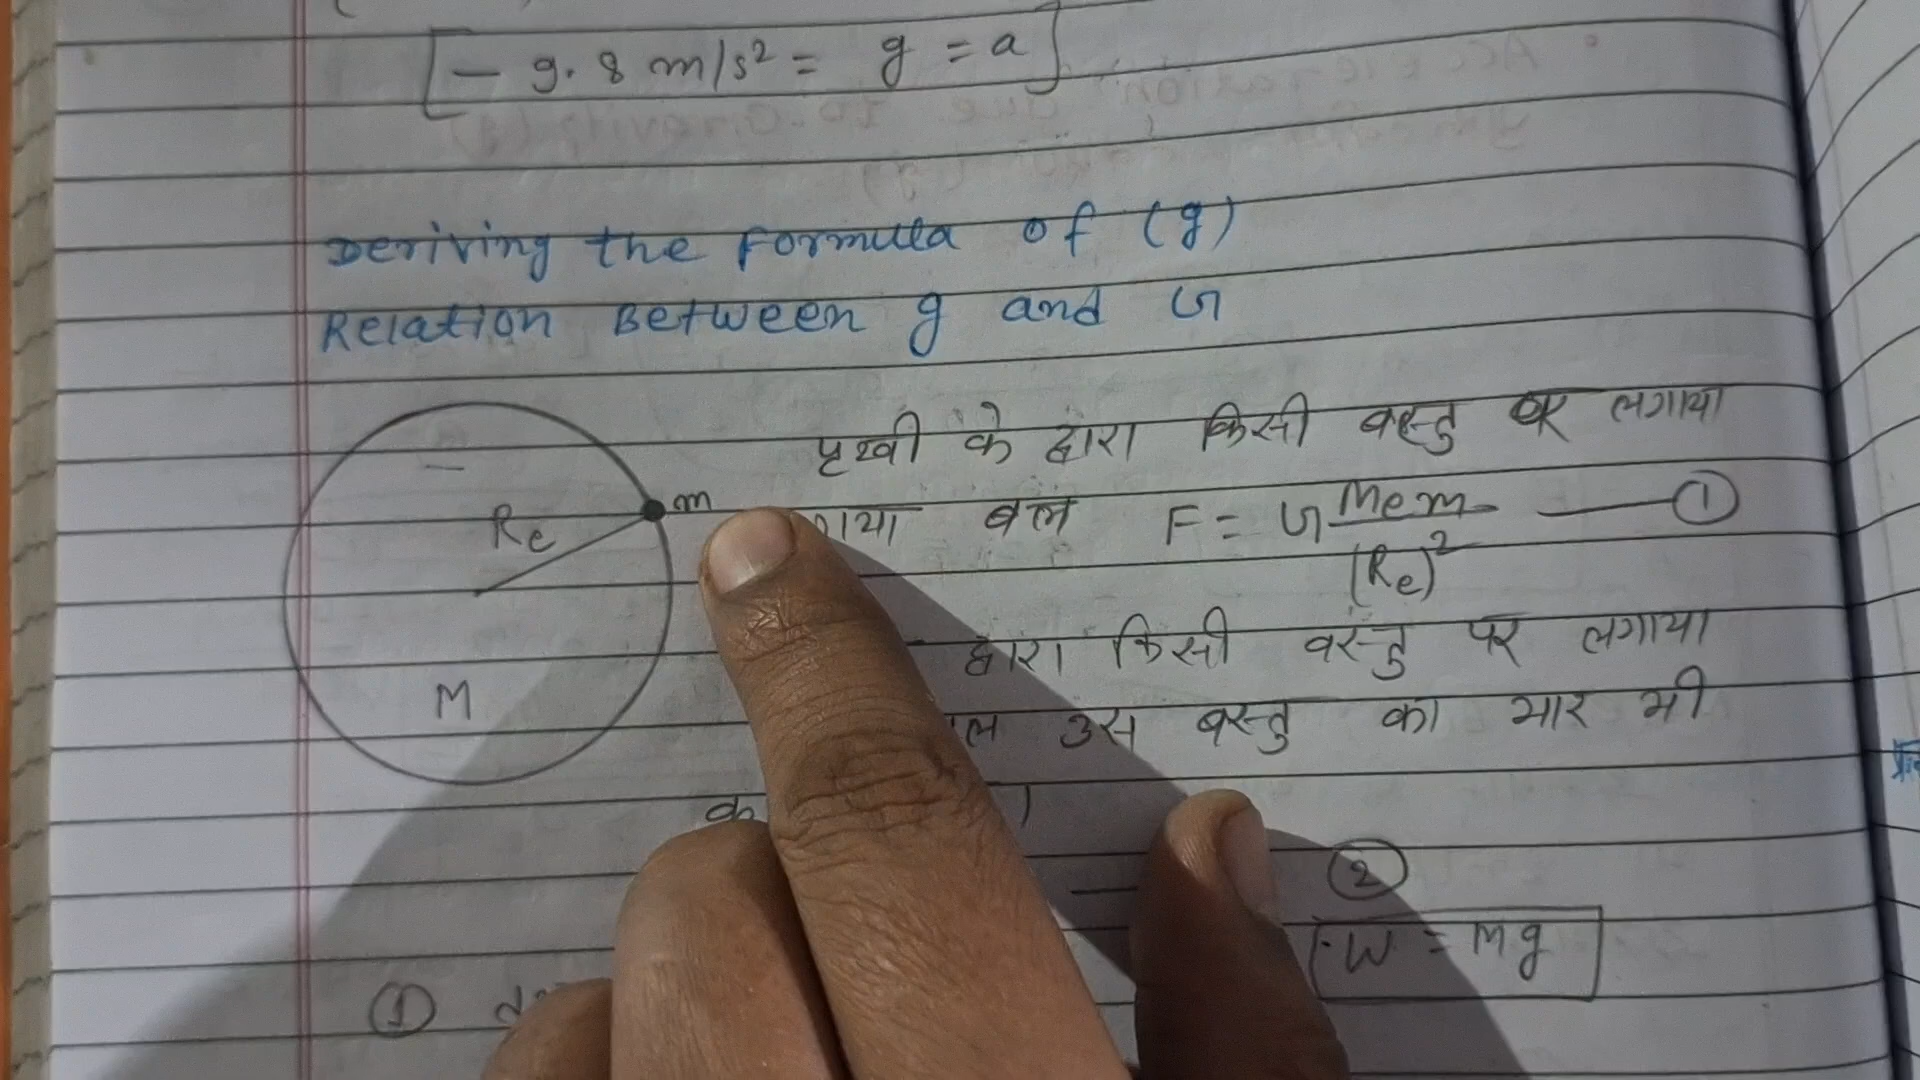 [ - 9.8 m/s² = g = a ]
Deriving the Formula of (g)
Relation Between g and G
पृथ्वी के द्वारा किसी वस्तु पर लगाया
m
गया बल F = G Mem / (Re)² — ①
Re
द्वारा किसी वस्तु पर लगाया
M
उस वस्तु का भार भी
②
W = Mg
①